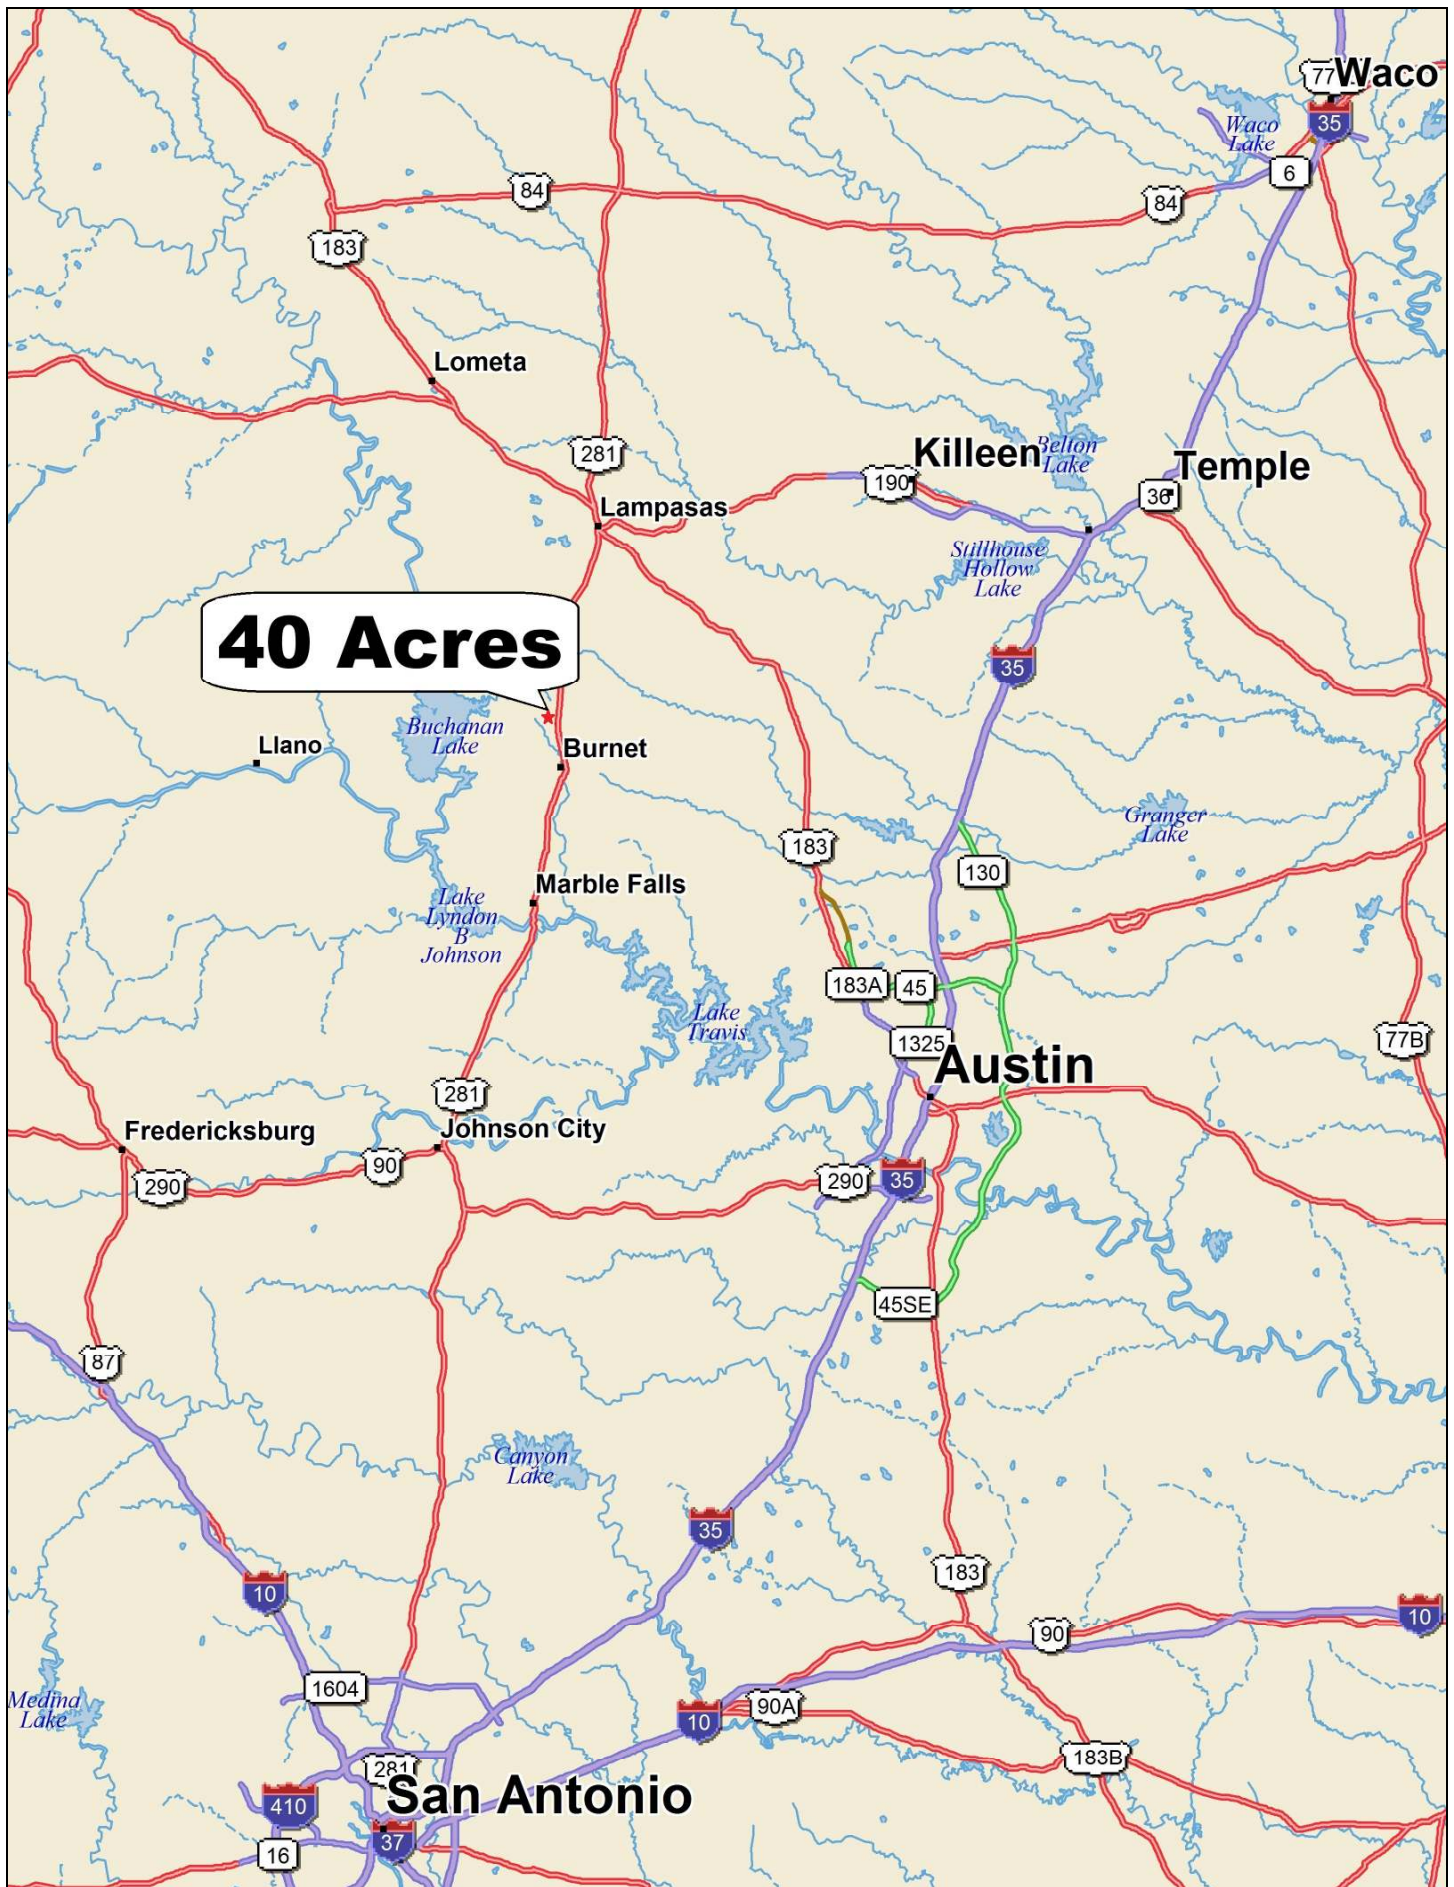 77
Waco
35
Waco
Lake
6
84
84
183
Lometa
281
Killeen
Belton
Lake
190
Temple
36
Lampasas
Stillhouse
Hollow
Lake
40 Acres
35
Buchanan
Lake
Llano
Burnet
Granger
Lake
183
130
Marble Falls
Lake
Lyndon
B
Johnson
183A
45
Lake
Travis
1325
77B
Austin
281
Fredericksburg
Johnson City
90
290
290
35
45SE
87
Canyon
Lake
35
183
10
10
90
1604
Medina
Lake
90A
10
183B
281
San Antonio
410
37
16